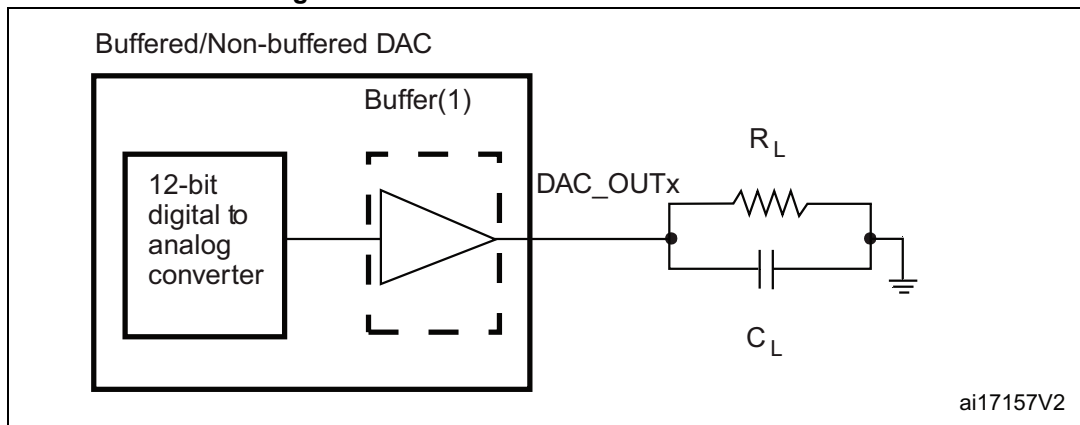 Buffered/Non-buffered DAC
Buffer(1)
12-bit
digital to
analog
converter
DAC_OUTx
R L
C L
ai17157V2